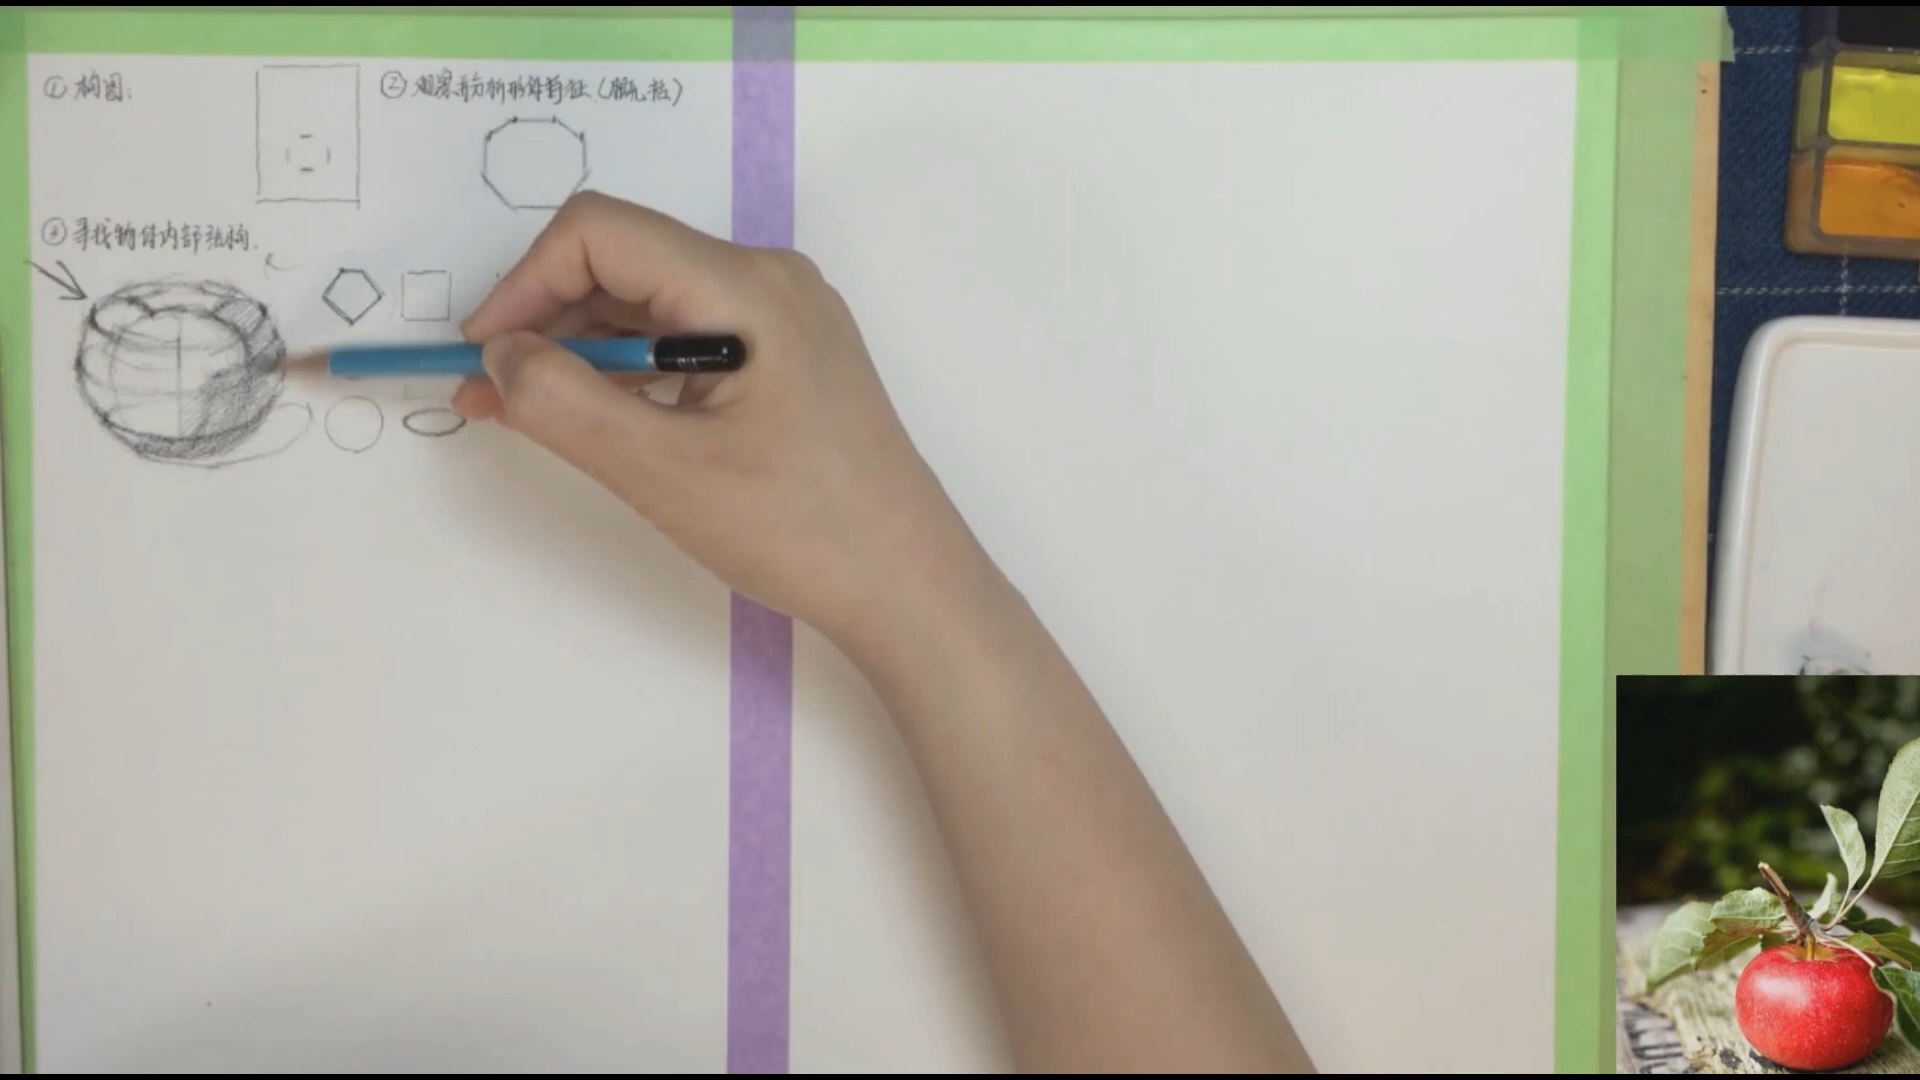 ① 构图:
② 观察并分析形体特征(概括)
③ 寻找物体内部结构.